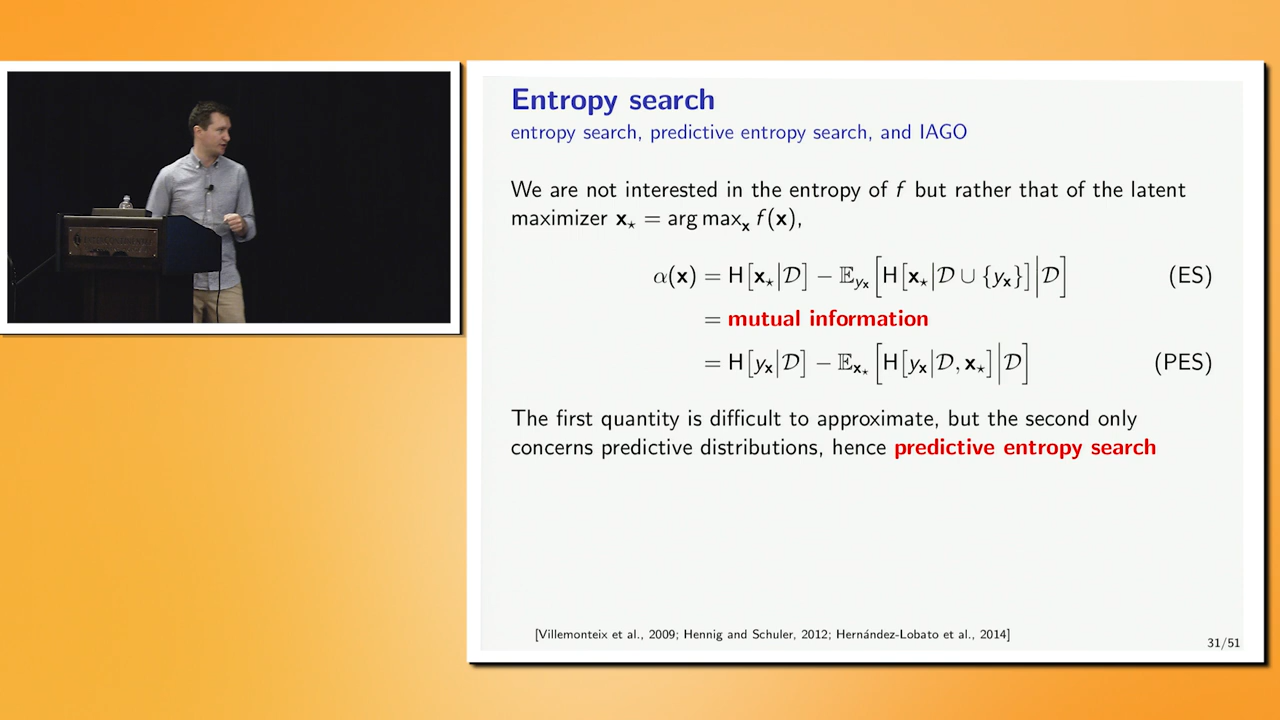 Entropy search
entropy search, predictive entropy search, and IAGO
We are not interested in the entropy of f but rather that of the latent
maximizer x⋆ = arg maxₓ f(x),
α(x) = H[x⋆|𝒟] − 𝔼_{yₓ}[H[x⋆|𝒟 ∪ {yₓ}]|𝒟] (ES)
= mutual information
= H[yₓ|𝒟] − 𝔼_{x⋆}[H[yₓ|𝒟, x⋆]|𝒟] (PES)
The first quantity is difficult to approximate, but the second only
concerns predictive distributions, hence predictive entropy search
[Villemonteix et al., 2009; Hennig and Schuler, 2012; Hernández-Lobato et al., 2014]
31/51